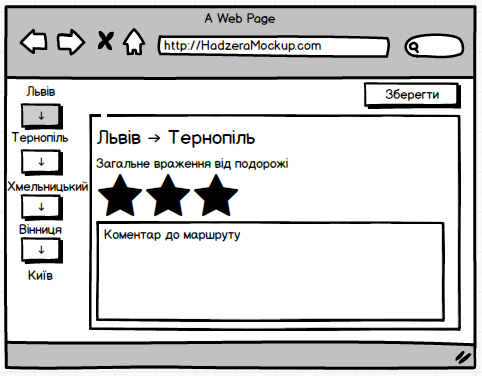 A Web Page
http://HadzeraMockup.com
Львів
↓
Тернопіль
↓
Хмельницький
↓
Вінниця
↓
Київ
Зберегти
Львів → Тернопіль
Загальне враження від подорожі
Коментар до маршруту